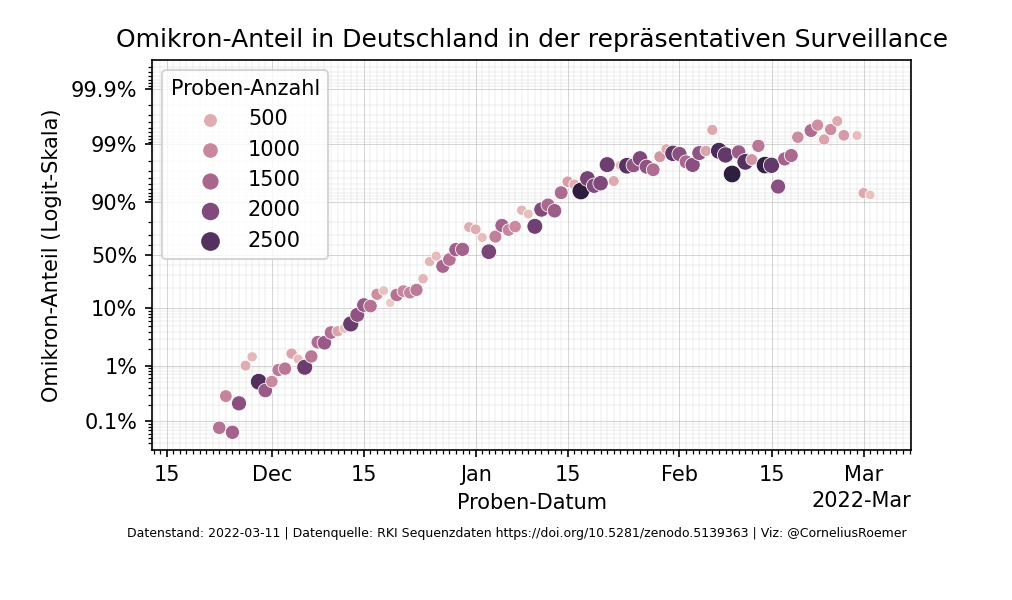 Omikron-Anteil in Deutschland in der repräsentativen Surveillance
Proben-Anzahl
500
1000
1500
2000
2500
Omikron-Anteil (Logit-Skala)
99.9%
99%
90%
50%
10%
1%
0.1%
15 Dec 15 Jan 15 Feb 15 Mar
Proben-Datum
2022-Mar
Datenstand: 2022-03-11 | Datenquelle: RKI Sequenzdaten https://doi.org/10.5281/zenodo.5139363 | Viz: @CorneliusRoemer